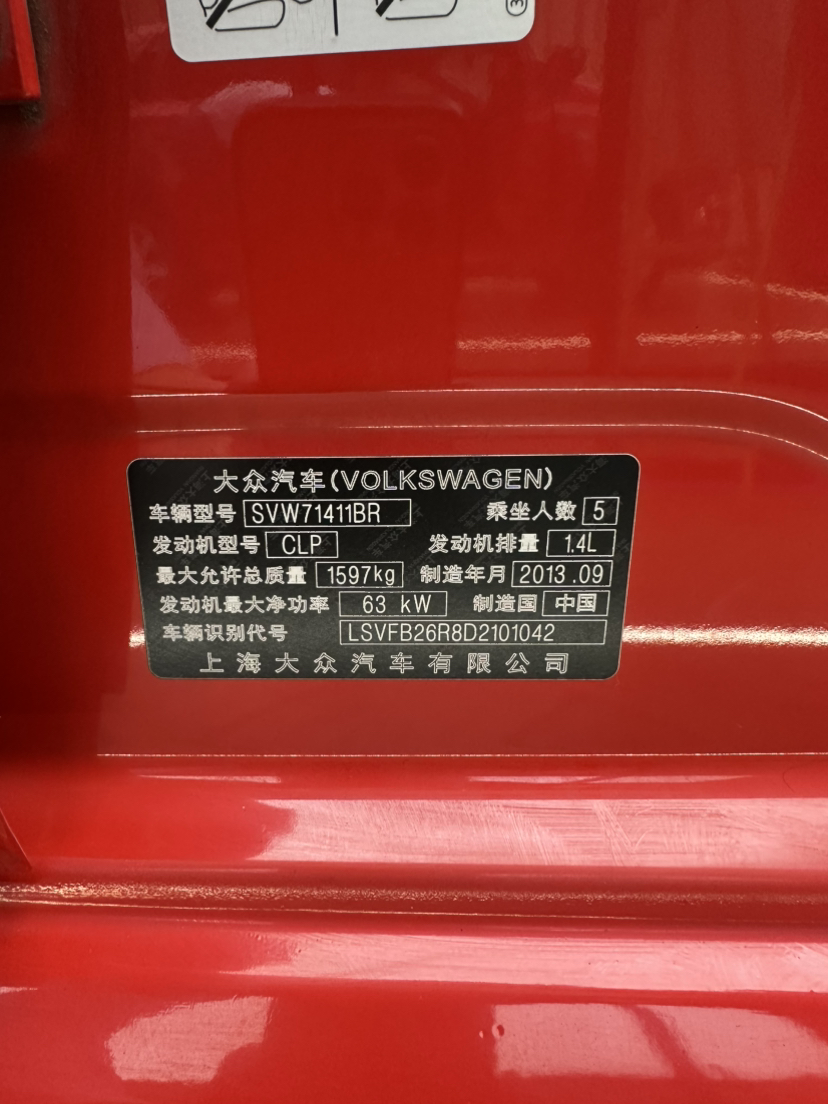 3
大众汽车(VOLKSWAGEN)
车辆型号 SVW71411BR 乘坐人数 5
发动机型号 CLP 发动机排量 1.4L
最大允许总质量 1597kg 制造年月 2013.09
发动机最大净功率 63 kW 制造国 中国
车辆识别代号 LSVFB26R8D2101042
上海大众汽车有限公司